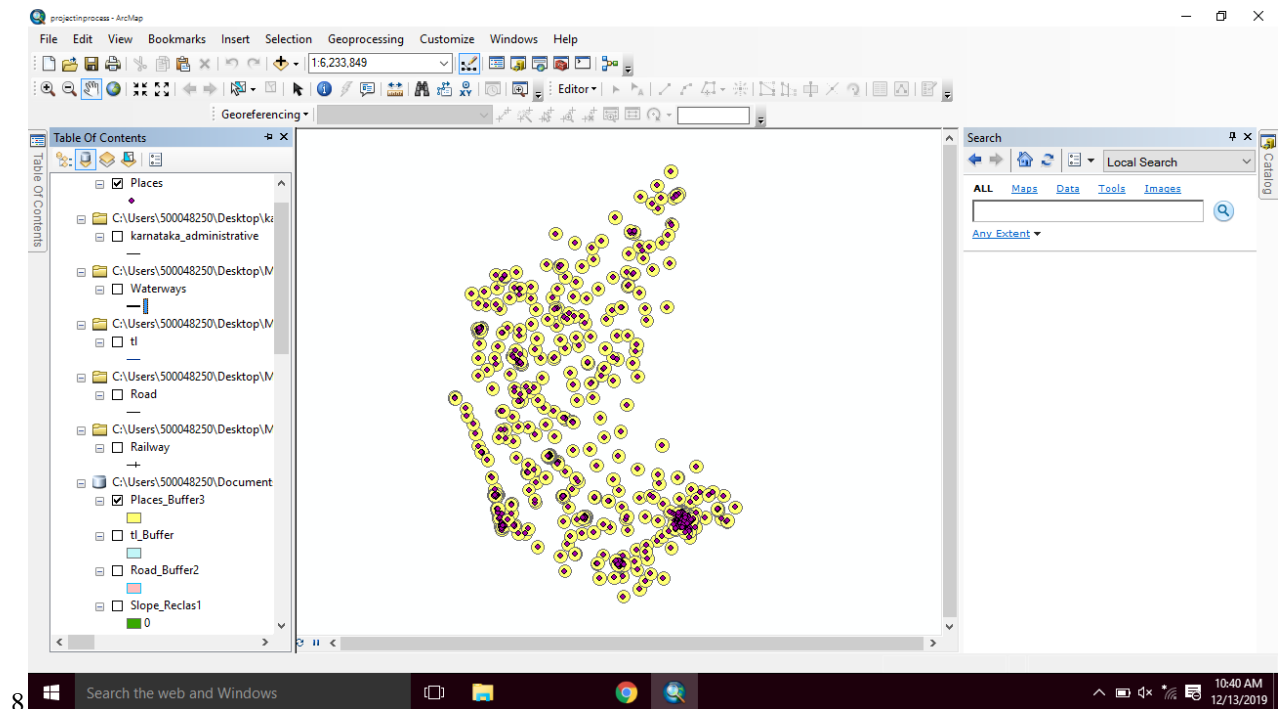 projectinprocess - ArcMap
File Edit View Bookmarks Insert Selection Geoprocessing Customize Windows Help
1:6,233,849
Editor
Georeferencing
Table Of Contents
Table Of Contents
Places
C:\Users\500048250\Desktop\ka
karnataka_administrative
C:\Users\500048250\Desktop\M
Waterways
C:\Users\500048250\Desktop\M
tl
C:\Users\500048250\Desktop\M
Road
C:\Users\500048250\Desktop\M
Railway
C:\Users\500048250\Document
Places_Buffer3
tl_Buffer
Road_Buffer2
Slope_Reclas1
0
Search
Local Search
ALL Maps Data Tools Images
Any Extent
Catalog
8
Search the web and Windows
10:40 AM
12/13/2019